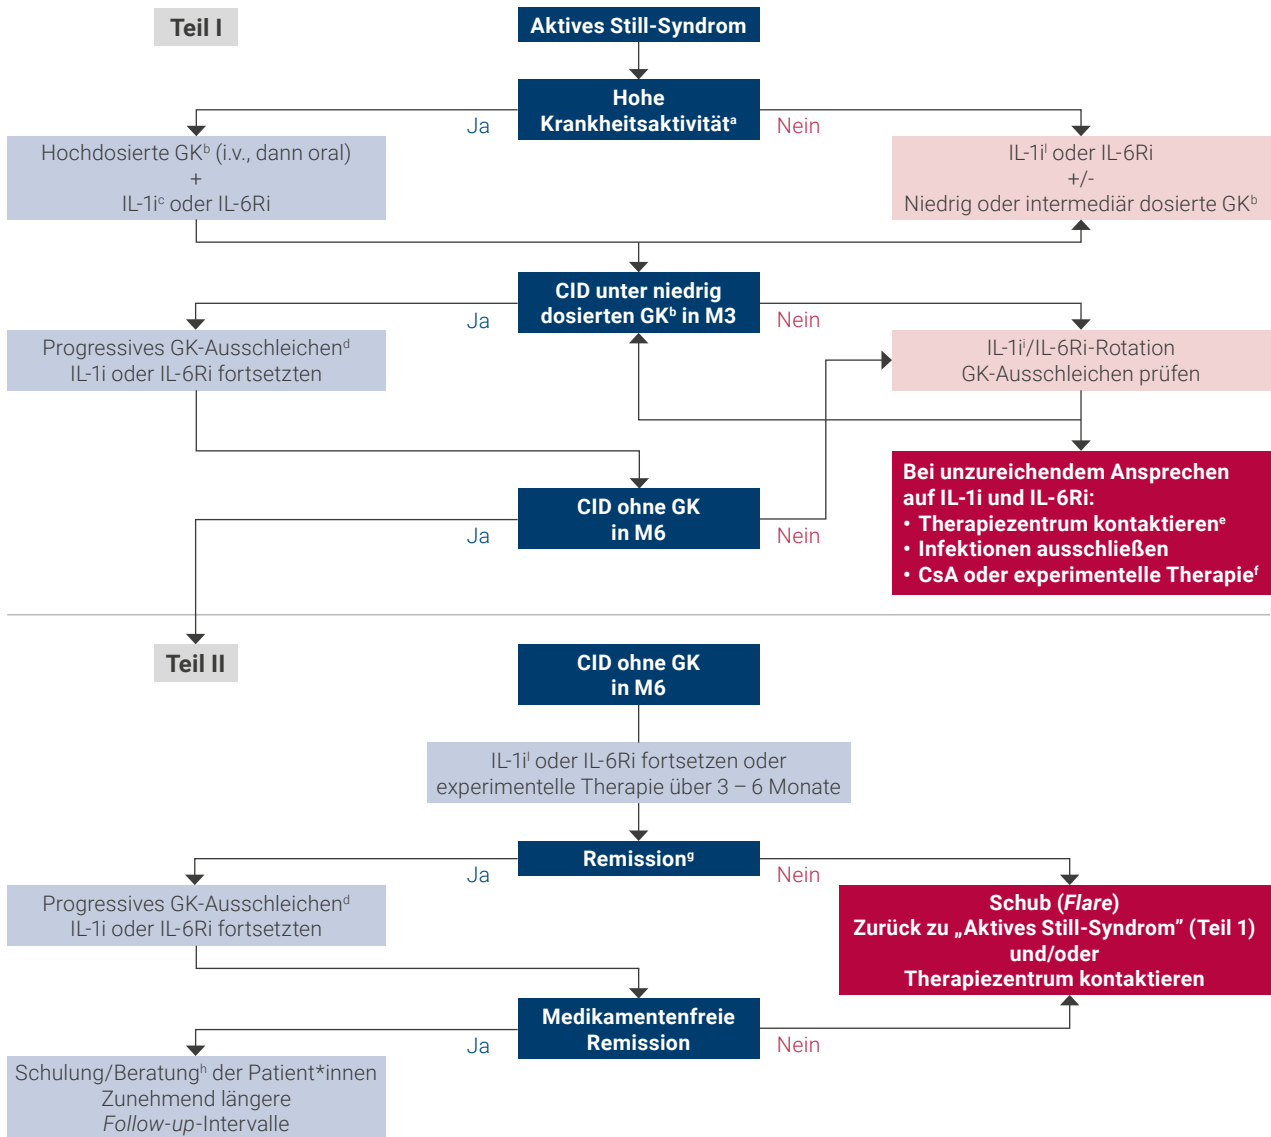 Teil I
Aktives Still-Syndrom
Hohe
Krankheitsaktivitätᵃ
Ja
Nein
Hochdosierte GKᵇ (i.v., dann oral)
+
IL-1iᶜ oder IL-6Ri
IL-1iˡ oder IL-6Ri
+/-
Niedrig oder intermediär dosierte GKᵇ
CID unter niedrig
dosierten GKᵇ in M3
Ja
Nein
Progressives GK-Ausschleichenᵈ
IL-1i oder IL-6Ri fortsetzten
IL-1iⁱ/IL-6Ri-Rotation
GK-Ausschleichen prüfen
Bei unzureichendem Ansprechen
auf IL-1i und IL-6Ri:
• Therapiezentrum kontaktierenᵉ
• Infektionen ausschließen
• CsA oder experimentelle Therapieᶠ
CID ohne GK
in M6
Ja
Nein
Teil II
CID ohne GK
in M6
IL-1iˡ oder IL-6Ri fortsetzen oder
experimentelle Therapie über 3 – 6 Monate
Remissionᵍ
Ja
Nein
Progressives GK-Ausschleichenᵈ
IL-1i oder IL-6Ri fortsetzten
Schub (Flare)
Zurück zu „Aktives Still-Syndrom” (Teil 1)
und/oder
Therapiezentrum kontaktieren
Medikamentenfreie
Remission
Ja
Nein
Schulung/Beratungʰ der Patient*innen
Zunehmend längere
Follow-up-Intervalle